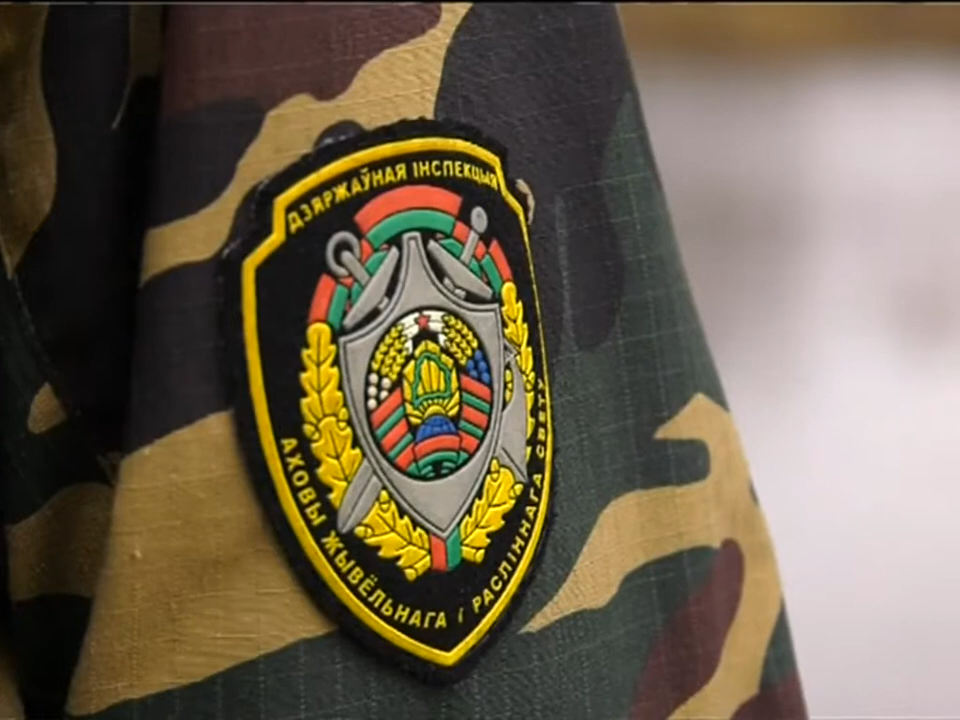 ДЗЯРЖАЎНАЯ ІНСПЕКЦЫЯ
АХОВЫ ЖЫВЁЛЬНАГА І РАСЛІННАГА СВЕТУ